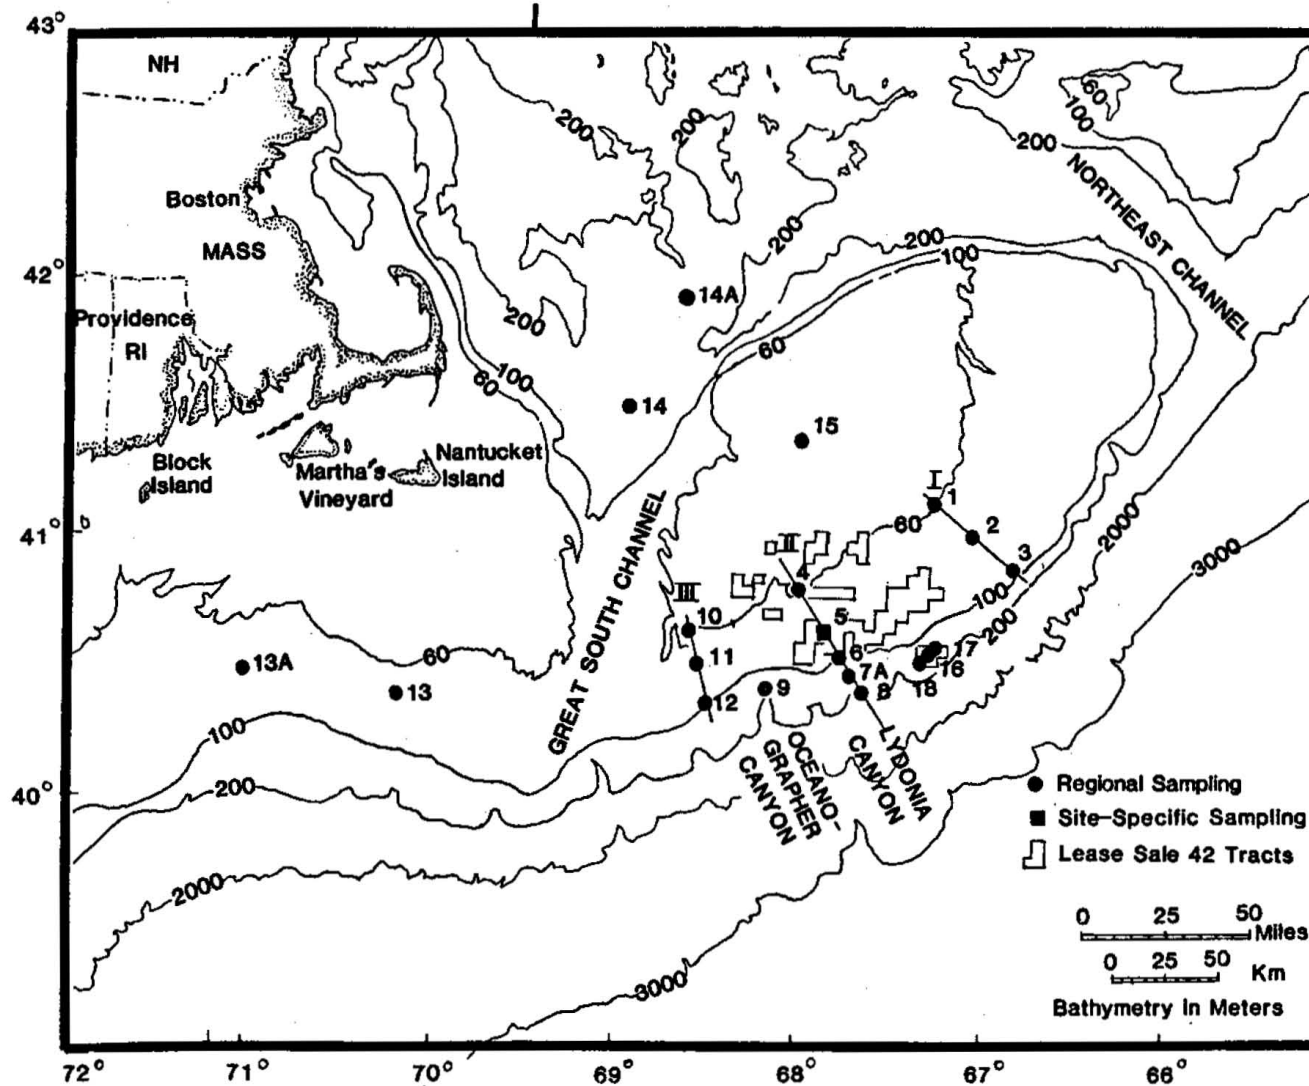 43°
NH
200
200
60
100
200
NORTHEAST CHANNEL
Boston
MASS
200
200
100
42°
14A
Providence
RI
200
60
100
60
14
15
Block
Island
Martha's
Vineyard
Nantucket
Island
I
1
2
3
41°
b
60
2000
3000
II
4
III
10
5
100
200
GREAT SOUTH CHANNEL
13A
60
11
6
7A
17
16
18
13
12
9
8
100
OCEANO-
GRAPHER
CANYON
LYDONIA
CANYON
40°
200
Regional Sampling
Site-Specific Sampling
Lease Sale 42 Tracts
2000
3000
0 25 50
Miles
0 25 50
Km
Bathymetry In Meters
72° 71° 70° 69° 68° 67° 66°